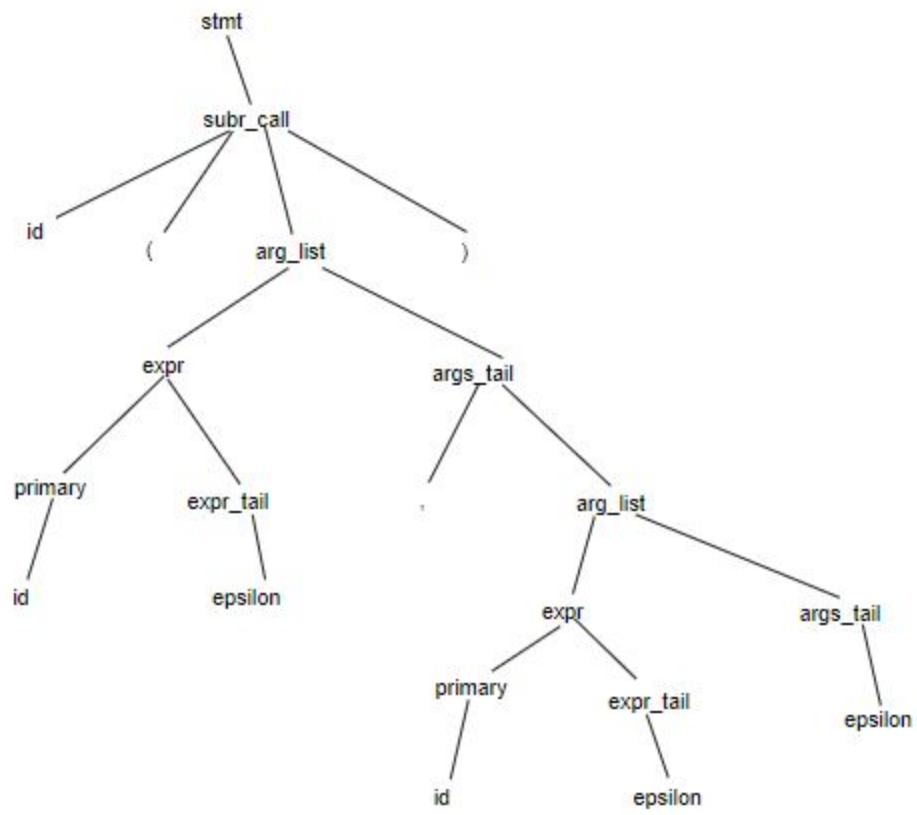 stmt
subr_call
id
( arg_list )
expr args_tail
primary expr_tail , arg_list
id epsilon
expr args_tail
primary expr_tail epsilon
id epsilon